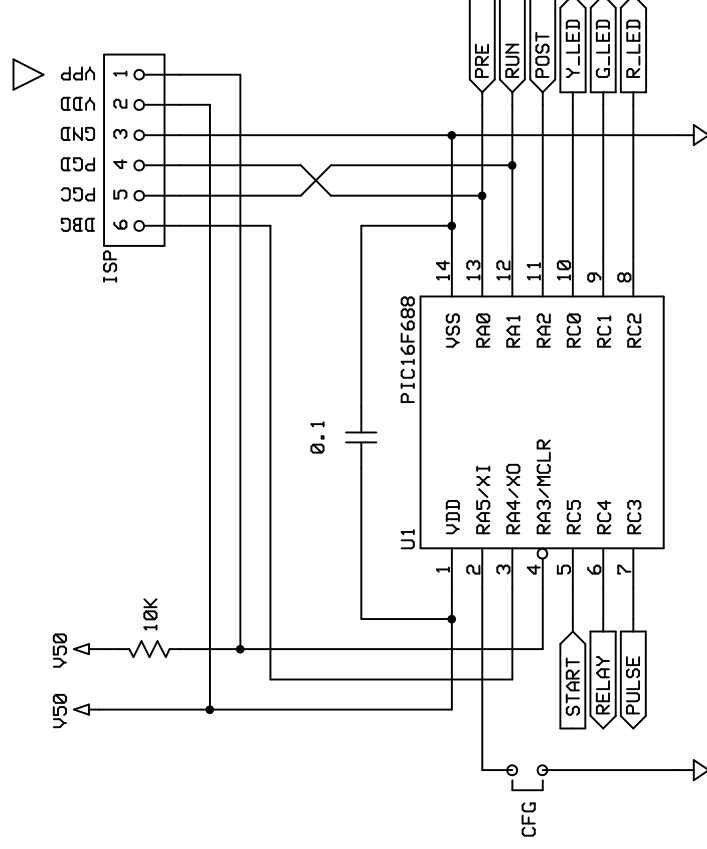 VPP
VDD
GND
PGD
PGC
DBG
1
2
3
4
5
6
ISP
PRE
RUN
POST
Y_LED
G_LED
R_LED
14
13
12
11
10
9
8
PIC16F688
VSS
RA0
RA1
RA2
RC0
RC1
RC2
0.1
U1
VDD
RA5/XI
RA4/XO
RA3/MCLR
RC5
RC4
RC3
1
2
3
4
5
6
7
10K
V50
V50
START
RELAY
PULSE
CFG